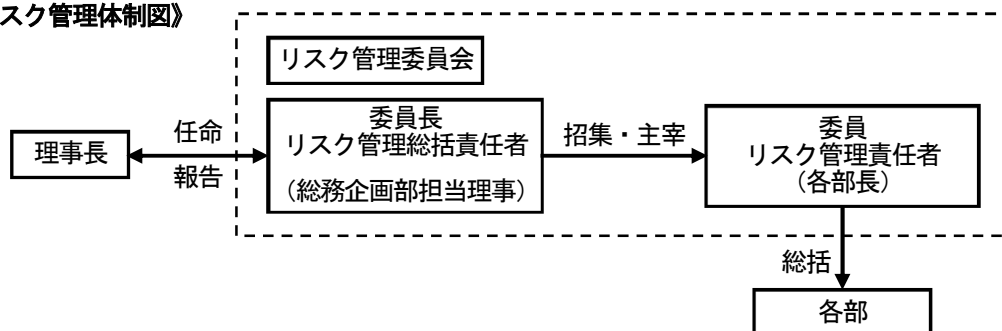 スク管理体制図》
リスク管理委員会
理事長
任命
報告
委員長
リスク管理総括責任者
（総務企画部担当理事）
招集・主宰
委員
リスク管理責任者
（各部長）
総括
各部